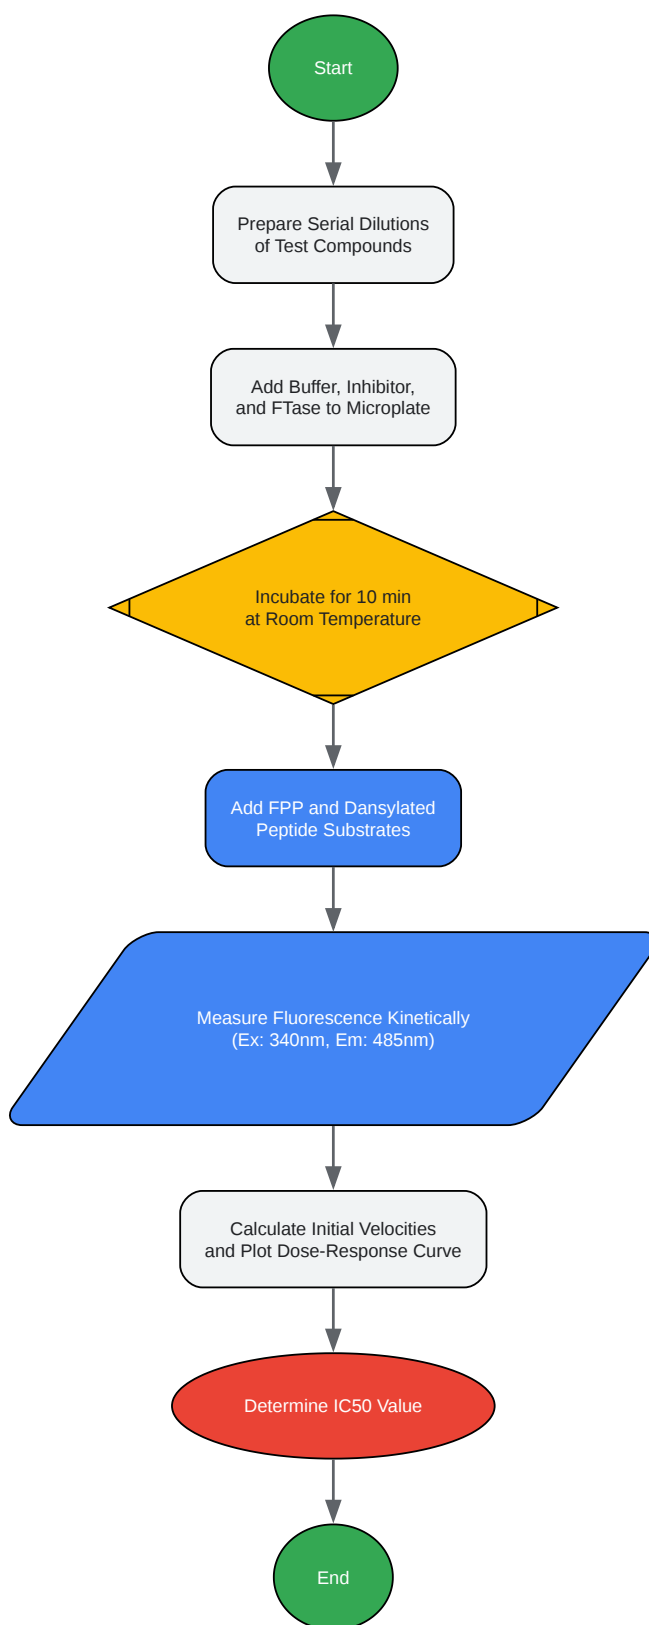 Start
Prepare Serial Dilutions
of Test Compounds
Add Buffer, Inhibitor,
and FTase to Microplate
Incubate for 10 min
at Room Temperature
Add FPP and Dansylated
Peptide Substrates
Measure Fluorescence Kinetically
(Ex: 340nm, Em: 485nm)
Calculate Initial Velocities
and Plot Dose-Response Curve
Determine IC50 Value
End